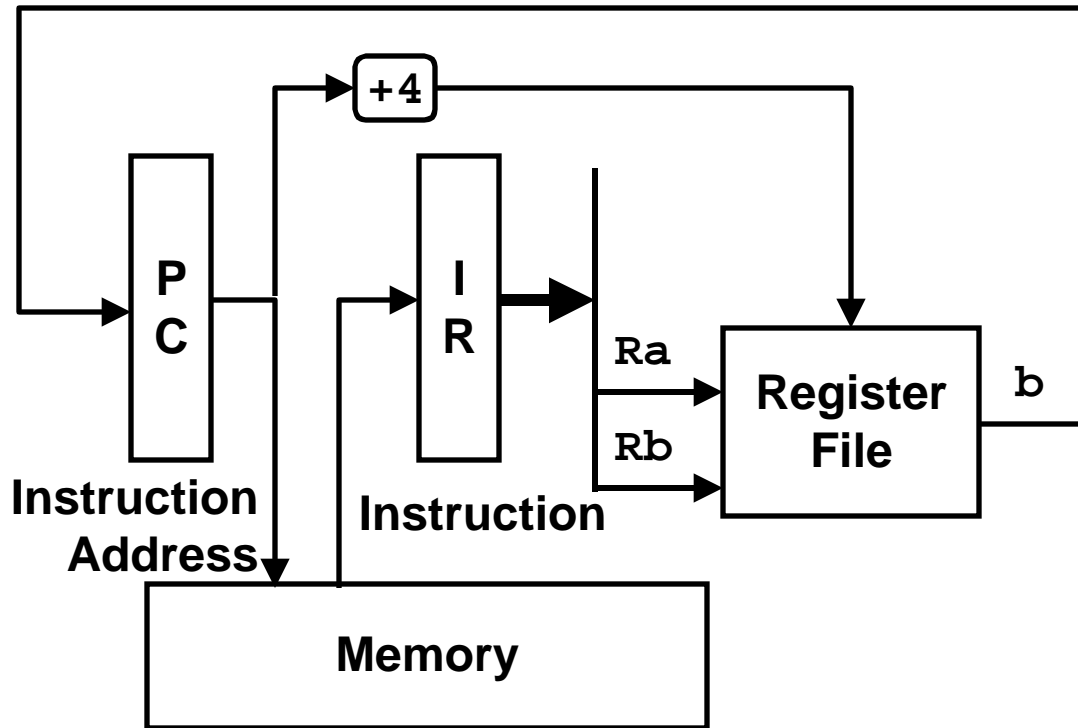 +4
P
C
I
R
Ra
Rb
Register
File
b
Instruction
Address
Instruction
Memory